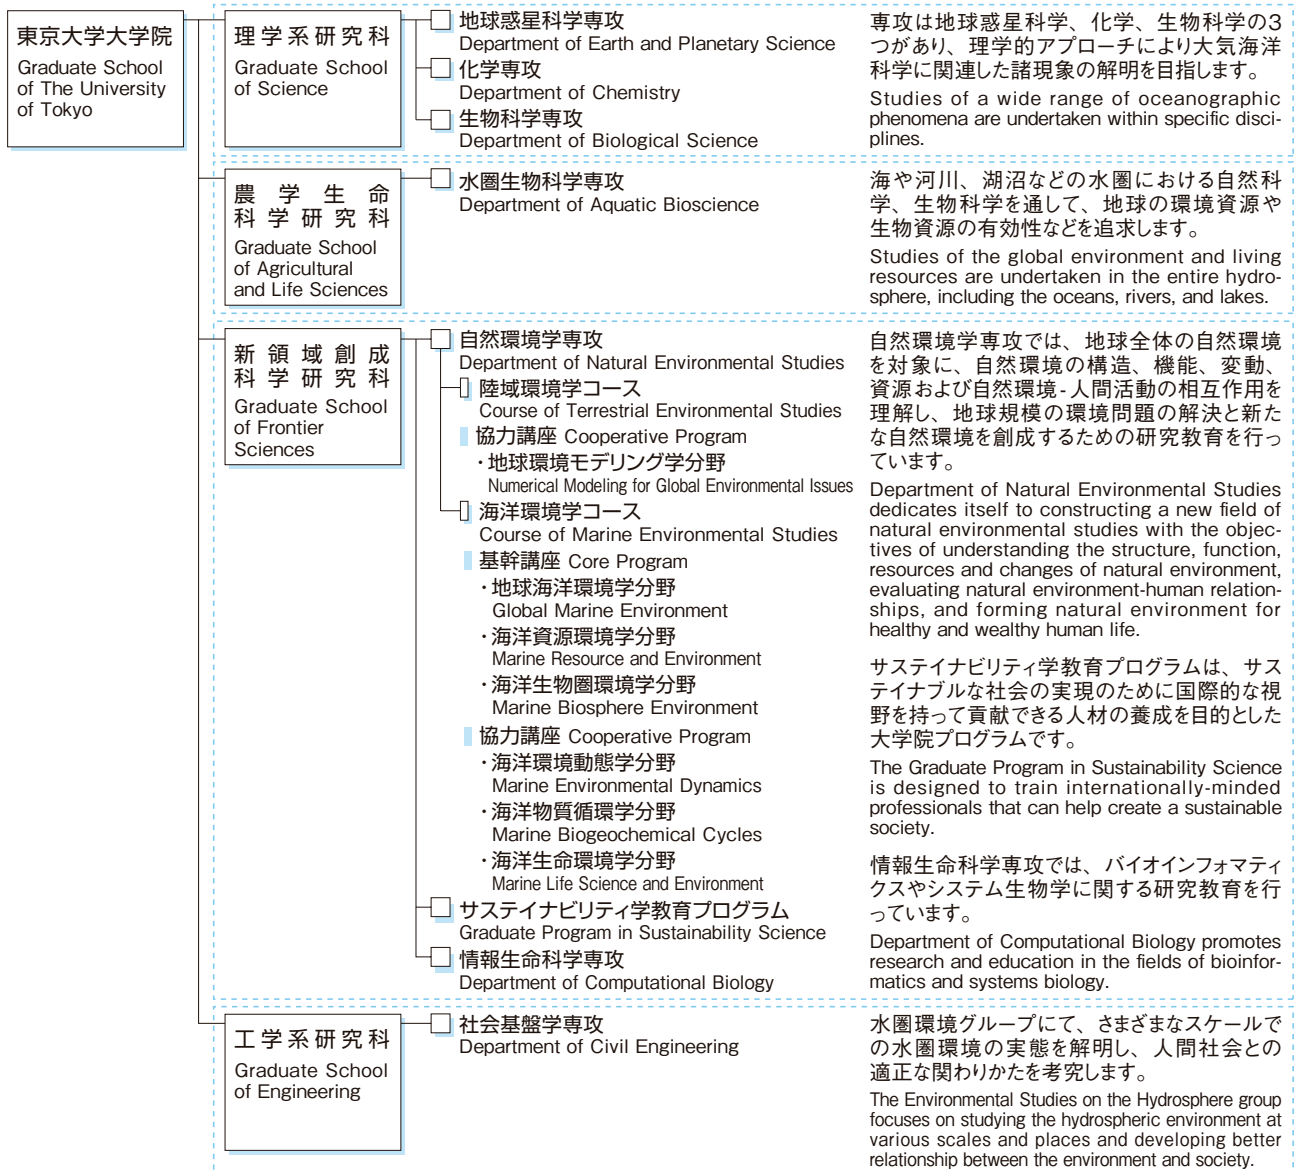 東京大学大学院
Graduate School
of The University
of Tokyo
理学系研究科
Graduate School
of Science
地球惑星科学専攻
Department of Earth and Planetary Science
化学専攻
Department of Chemistry
生物科学専攻
Department of Biological Science
専攻は地球惑星科学、化学、生物科学の3
つがあり、理学的アプローチにより大気海洋
科学に関連した諸現象の解明を目指します。
Studies of a wide range of oceanographic
phenomena are undertaken within specific disci-
plines.
農学生命
科学研究科
Graduate School
of Agricultural
and Life Sciences
水圏生物科学専攻
Department of Aquatic Bioscience
海や河川、湖沼などの水圏における自然科
学、生物科学を通して、地球の環境資源や
生物資源の有効性などを追求します。
Studies of the global environment and living
resources are undertaken in the entire hydro-
sphere, including the oceans, rivers, and lakes.
新領域創成
科学研究科
Graduate School
of Frontier
Sciences
自然環境学専攻
Department of Natural Environmental Studies
陸域環境学コース
Course of Terrestrial Environmental Studies
協力講座 Cooperative Program
・地球環境モデリング学分野
Numerical Modeling for Global Environmental Issues
海洋環境学コース
Course of Marine Environmental Studies
基幹講座 Core Program
・地球海洋環境学分野
Global Marine Environment
・海洋資源環境学分野
Marine Resource and Environment
・海洋生物圏環境学分野
Marine Biosphere Environment
協力講座 Cooperative Program
・海洋環境動態学分野
Marine Environmental Dynamics
・海洋物質循環学分野
Marine Biogeochemical Cycles
・海洋生命環境学分野
Marine Life Science and Environment
サステイナビリティ学教育プログラム
Graduate Program in Sustainability Science
情報生命科学専攻
Department of Computational Biology
自然環境学専攻では、地球全体の自然環境
を対象に、自然環境の構造、機能、変動、
資源および自然環境-人間活動の相互作用を
理解し、地球規模の環境問題の解決と新た
な自然環境を創成するための研究教育を行っ
ています。
Department of Natural Environmental Studies
dedicates itself to constructing a new field of
natural environmental studies with the objec-
tives of understanding the structure, function,
resources and changes of natural environment,
evaluating natural environment-human relation-
ships, and forming natural environment for
healthy and wealthy human life.
サステイナビリティ学教育プログラムは、サス
テイナブルな社会の実現のために国際的な視
野を持って貢献できる人材の養成を目的とした
大学院プログラムです。
The Graduate Program in Sustainability Science
is designed to train internationally-minded
professionals that can help create a sustainable
society.
情報生命科学専攻では、バイオインフォマティ
クスやシステム生物学に関する研究教育を行
っています。
Department of Computational Biology promotes
research and education in the fields of bioinfor-
matics and systems biology.
工学系研究科
Graduate School
of Engineering
社会基盤学専攻
Department of Civil Engineering
水圏環境グループにて、さまざまなスケールで
の水圏環境の実態を解明し、人間社会との
適正な関わりかたを考究します。
The Environmental Studies on the Hydrosphere group
focuses on studying the hydrospheric environment at
various scales and places and developing better
relationship between the environment and society.